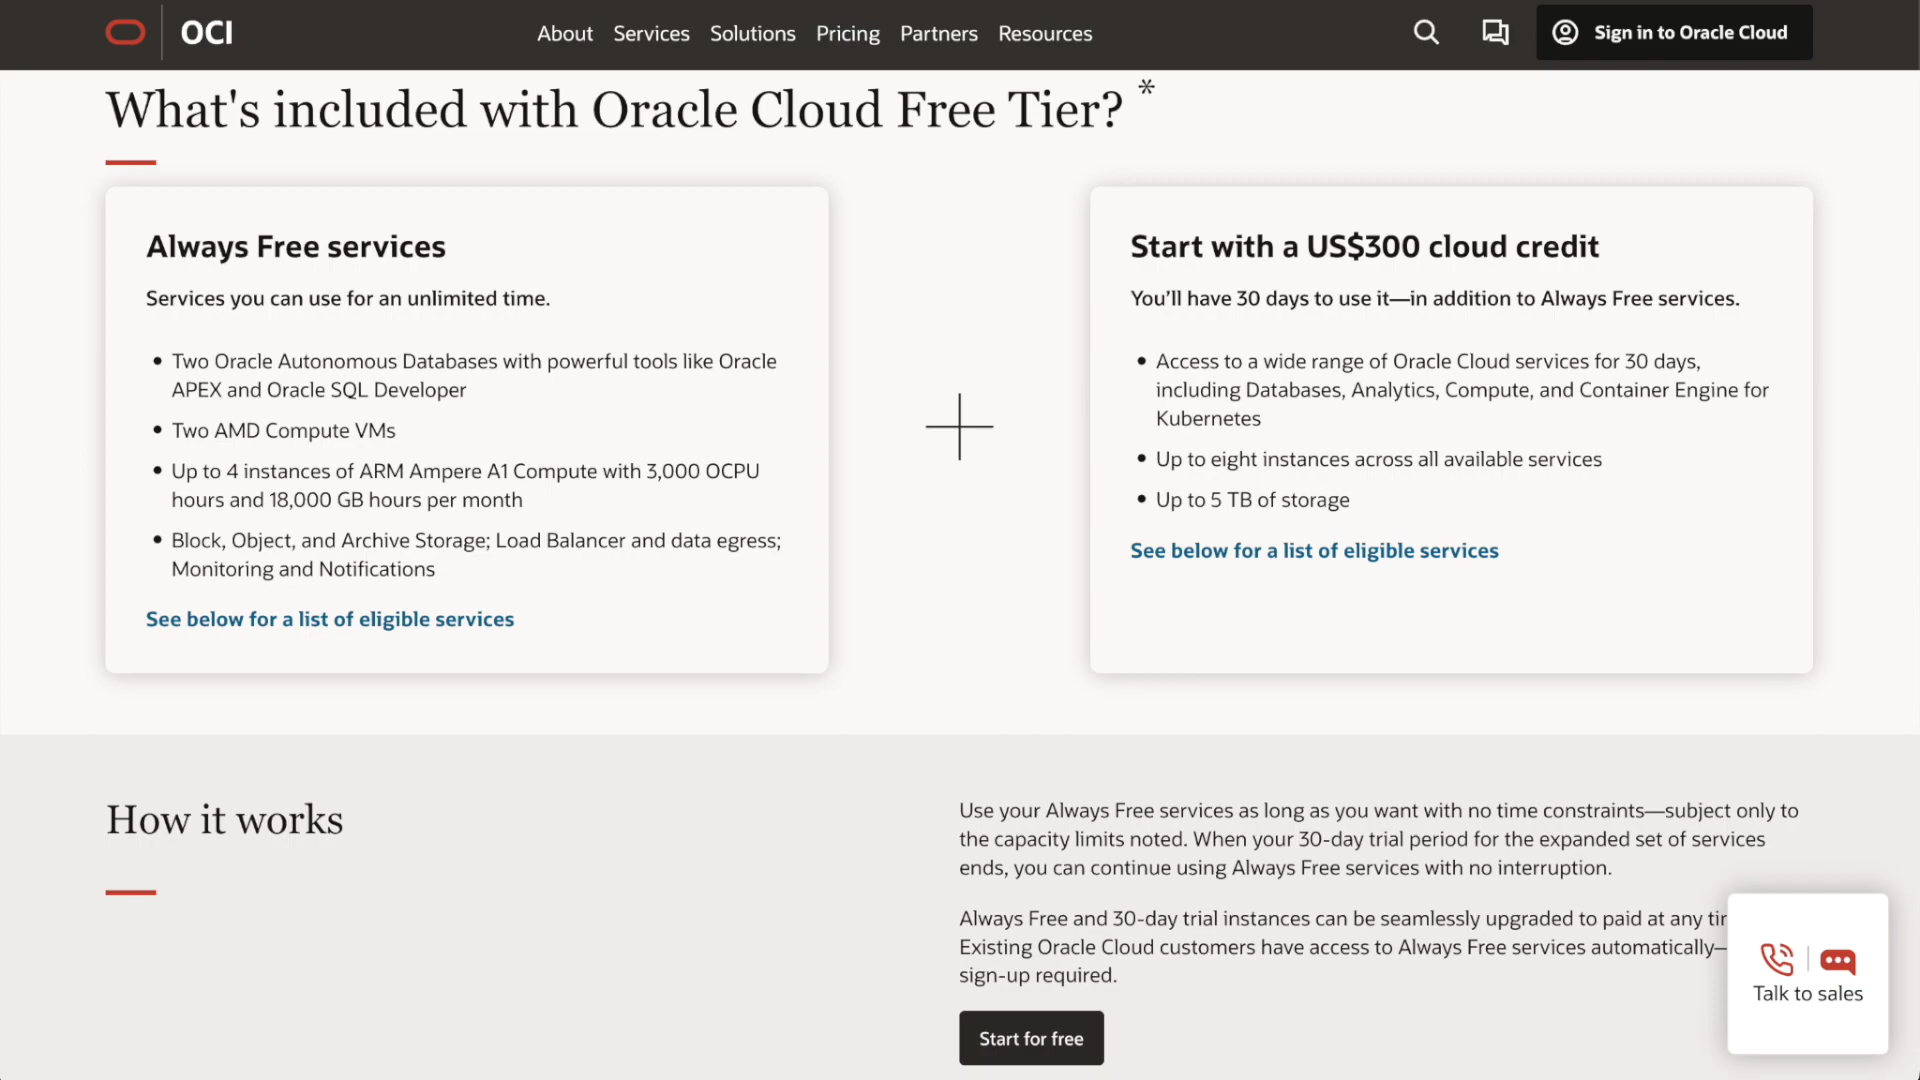 OCI
About
Services
Solutions
Pricing
Partners
Resources
Sign in to Oracle Cloud
What's included with Oracle Cloud Free Tier? *
Always Free services
Services you can use for an unlimited time.
• Two Oracle Autonomous Databases with powerful tools like Oracle
APEX and Oracle SQL Developer
• Two AMD Compute VMs
• Up to 4 instances of ARM Ampere A1 Compute with 3,000 OCPU
hours and 18,000 GB hours per month
• Block, Object, and Archive Storage; Load Balancer and data egress;
Monitoring and Notifications
See below for a list of eligible services
Start with a US$300 cloud credit
You’ll have 30 days to use it—in addition to Always Free services.
• Access to a wide range of Oracle Cloud services for 30 days,
including Databases, Analytics, Compute, and Container Engine for
Kubernetes
• Up to eight instances across all available services
• Up to 5 TB of storage
See below for a list of eligible services
How it works
Use your Always Free services as long as you want with no time constraints—subject only to
the capacity limits noted. When your 30-day trial period for the expanded set of services
ends, you can continue using Always Free services with no interruption.
Always Free and 30-day trial instances can be seamlessly upgraded to paid at any
Existing Oracle Cloud customers have access to Always Free services automatically—
sign-up required.
Start for free
Talk to sales